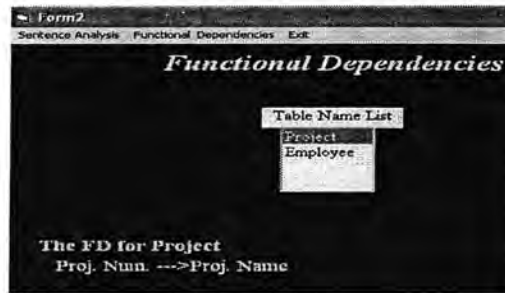 Form2
Sentence Analysis Functional Dependencies Exit
Functional Dependencies
Table Name List
Project
Employee
The FD for Project
Proj. Num. --->Proj. Name